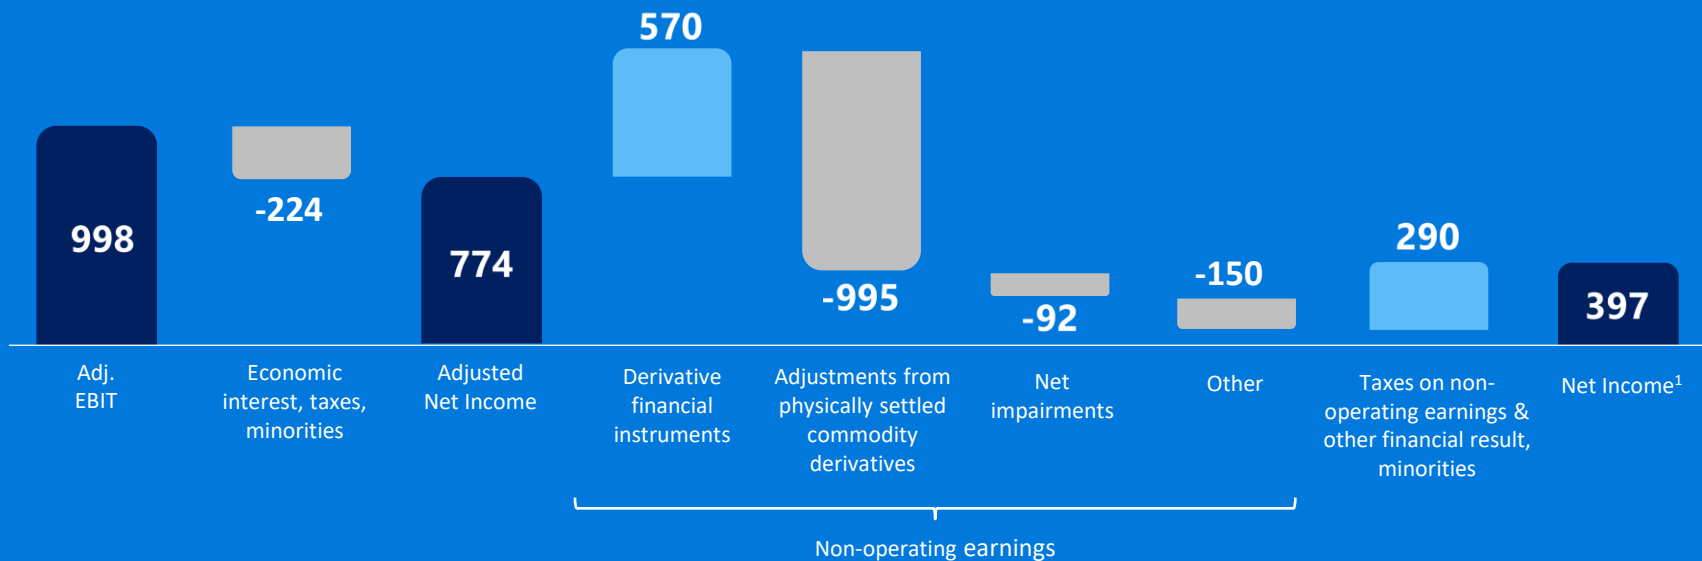 570
998
-224
774
-995
-92
-150
290
397
Adj.
EBIT
Economic
interest, taxes,
minorities
Adjusted
Net Income
Derivative
financial
instruments
Adjustments from
physically settled
commodity
derivatives
Net
impairments
Other
Taxes on non-
operating earnings &
other financial result,
minorities
Net Income¹
Non-operating earnings